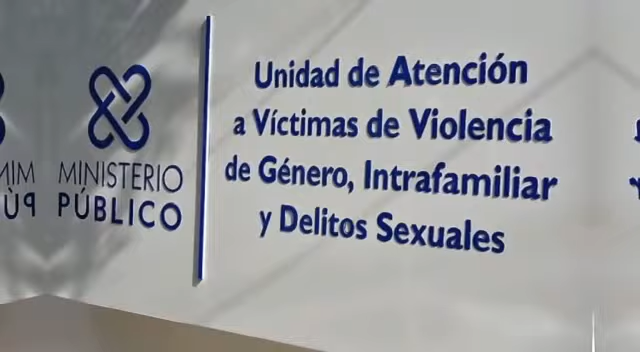 MINISTERIO
PÚBLICO
Unidad de Atención
a Víctimas de Violencia
de Género, Intrafamiliar
y Delitos Sexuales